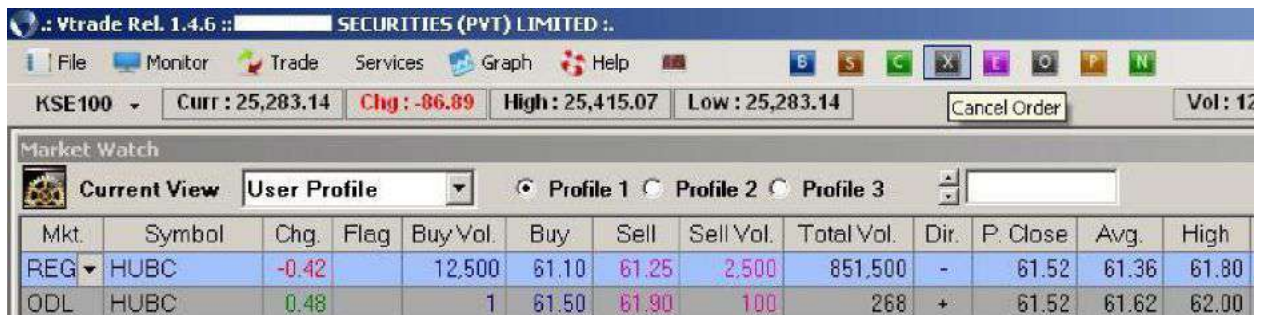 .: Vtrade Rel. 1.4.6 :: SECURITIES (PVT) LIMITED :.
File Monitor Trade Services Graph Help B S C X E O P N
KSE100 Curr : 25,283.14 Chg : -86.89 High : 25,415.07 Low : 25,283.14 Cancel Order Vol : 12
Market Watch
Current View User Profile Profile 1 Profile 2 Profile 3
Mkt. Symbol Chg. Flag Buy Vol. Buy Sell Sell Vol. Total Vol. Dir. P. Close Avg. High
REG HUBC -0.42 12,500 61.10 61.25 2,500 851,500 - 61.52 61.36 61.80
ODL HUBC 0.48 1 61.50 61.90 100 268 + 61.52 61.62 62.00